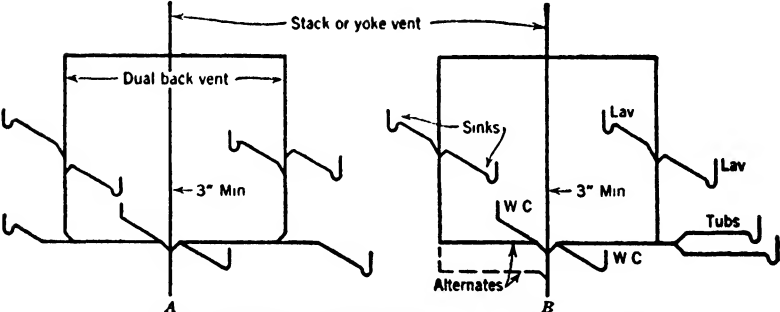 Stack or yoke vent
Dual back vent
Sinks
Lav
Lav
3" Min
3" Min
W C
Tubs
W C
Alternates
A
B